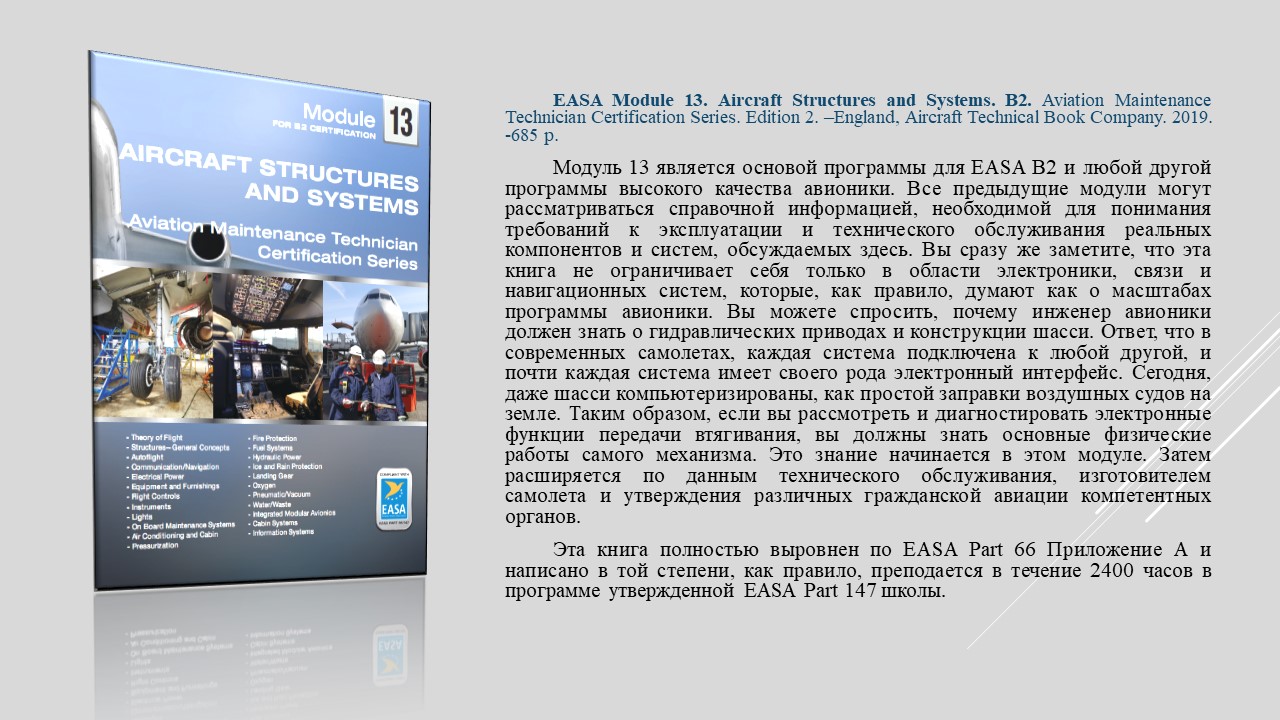 Module 13
FOR B2 CERTIFICATION
AIRCRAFT STRUCTURES
AND SYSTEMS
Aviation Maintenance Technician
Certification Series
- Theory of Flight
- Structures—General Concepts
- Autoflight
- Communication/Navigation
- Electrical Power
- Equipment and Furnishings
- Flight Controls
- Instruments
- Lights
- On Board Maintenance Systems
- Air Conditioning and Cabin
- Pressurization
- Fire Protection
- Fuel Systems
- Hydraulic Power
- Ice and Rain Protection
- Landing Gear
- Oxygen
- Pneumatic/Vacuum
- Water/Waste
- Integrated Modular Avionics
- Cabin Systems
- Information Systems
COMPLIANT WITH
EASA
EASA Module 13. Aircraft Structures and Systems. B2. Aviation Maintenance
Technician Certification Series. Edition 2. –England, Aircraft Technical Book Company. 2019.
-685 p.
Модуль 13 является основой программы для EASA B2 и любой другой
программы высокого качества авионики. Все предыдущие модули могут
рассматриваться справочной информацией, необходимой для понимания
требований к эксплуатации и технического обслуживания реальных
компонентов и систем, обсуждаемых здесь. Вы сразу же заметите, что эта
книга не ограничивает себя только в области электроники, связи и
навигационных систем, которые, как правило, думают как о масштабах
программы авионики. Вы можете спросить, почему инженер авионики
должен знать о гидравлических приводах и конструкции шасси. Ответ, что в
современных самолетах, каждая система подключена к любой другой, и
почти каждая система имеет своего рода электронный интерфейс. Сегодня,
даже шасси компьютеризированы, как простой заправки воздушных судов на
земле. Таким образом, если вы рассмотреть и диагностировать электронные
функции передачи втягивания, вы должны знать основные физические
работы самого механизма. Это знание начинается в этом модуле. Затем
расширяется по данным технического обслуживания, изготовителем
самолета и утверждения различных гражданской авиации компетентных
органов.
Эта книга полностью выровнен по EASA Part 66 Приложение A и
написано в той степени, как правило, преподается в течение 2400 часов в
программе утвержденной EASA Part 147 школы.